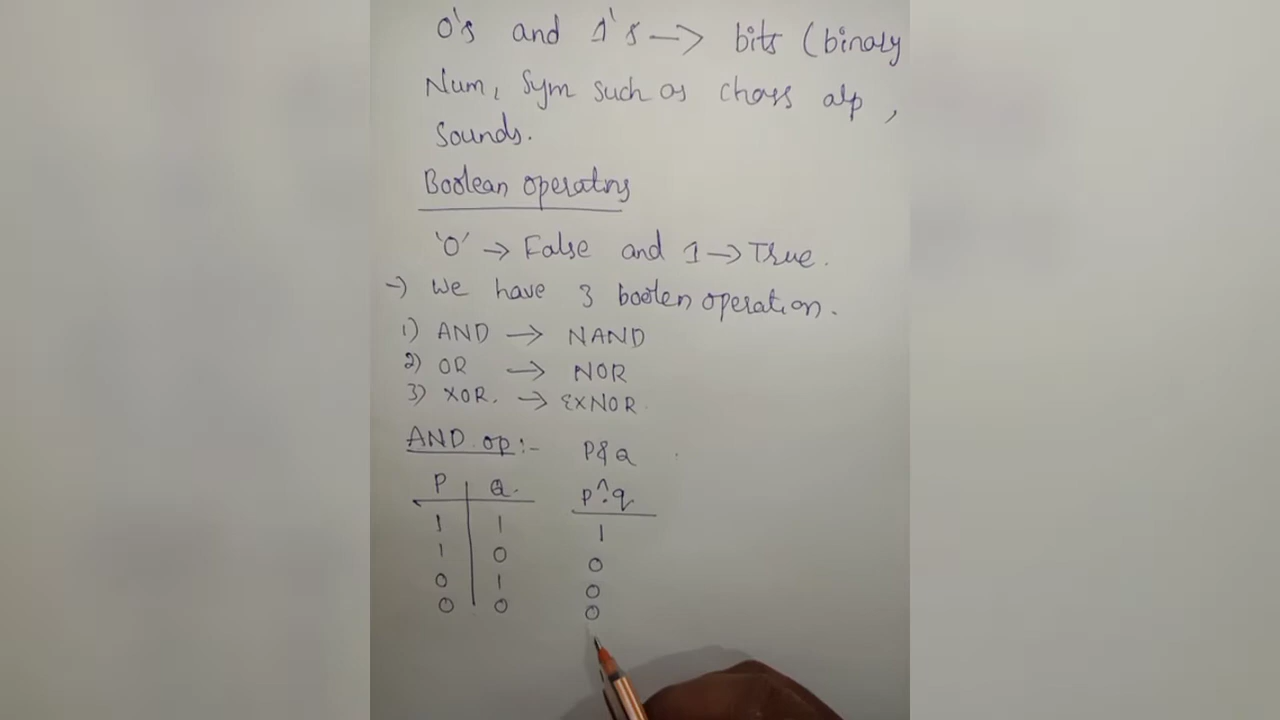 0's and 1's → bits (binary
Num, Sym such as chars alp,
Sounds.
Boolean operators
'0' → False and 1 → True.
→ We have 3 boolen operation.
1) AND → NAND
2) OR → NOR
3) XOR. → EXNOR.
AND op:- P&Q
P Q. p^.q
1 1 1
1 0 0
0 1 0
0 0 0